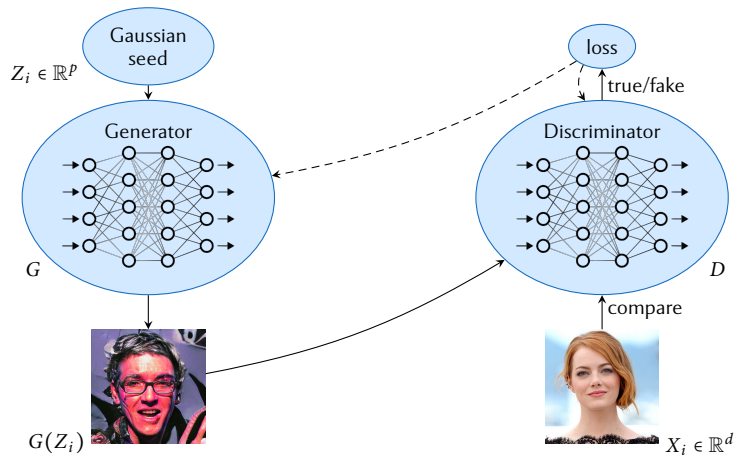 Gaussian
seed
Z_i ∈ ℝ^p
Generator
G
G(Z_i)
loss
true/fake
Discriminator
D
compare
X_i ∈ ℝ^d